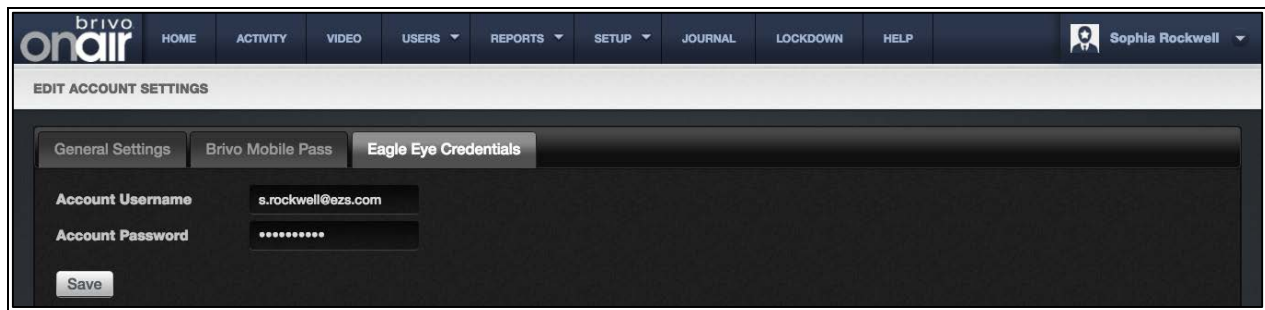 brivo
onair HOME ACTIVITY VIDEO USERS REPORTS SETUP JOURNAL LOCKDOWN HELP Sophia Rockwell
EDIT ACCOUNT SETTINGS
General Settings Brivo Mobile Pass Eagle Eye Credentials
Account Username s.rockwell@ezs.com
Account Password ••••••••••
Save